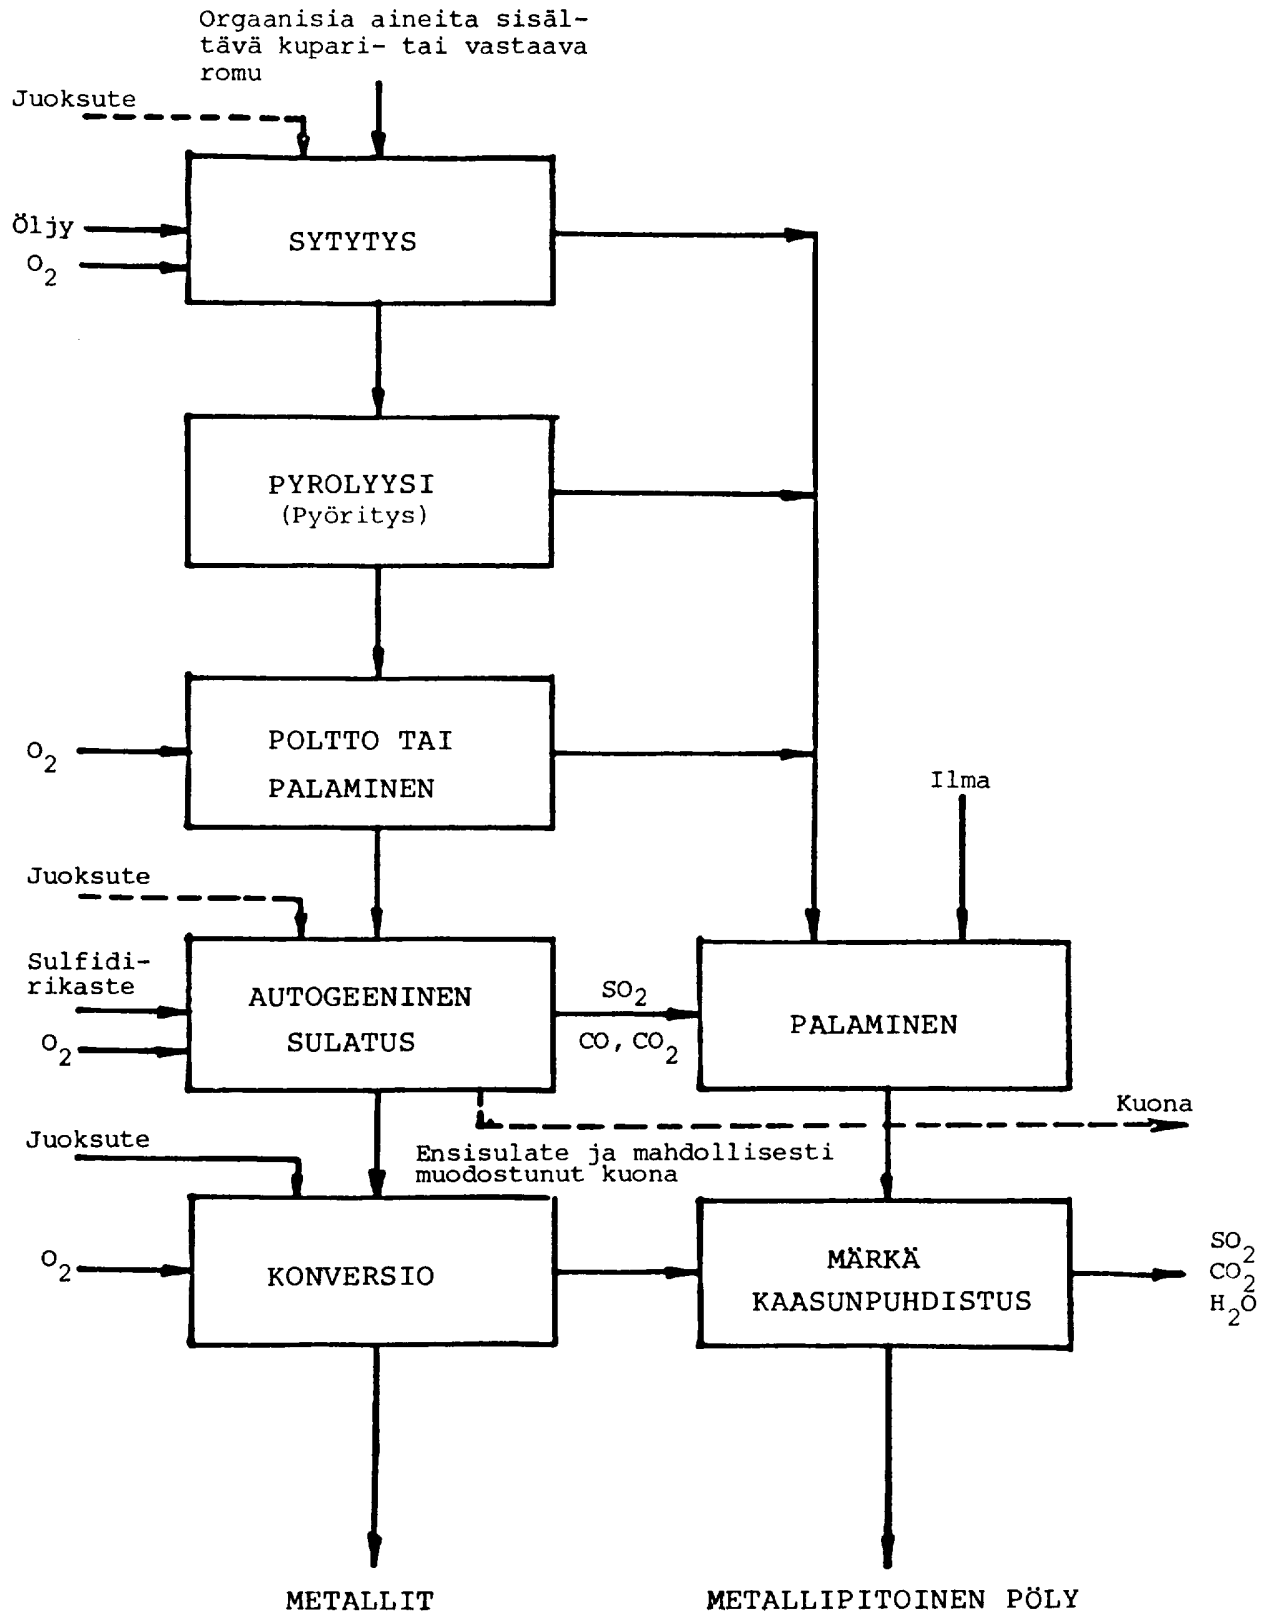 Orgaanisia aineita sisäl-
tävä kupari- tai vastaava
romu
Juoksute
Öljy
O2
SYTYTYS
PYROLYYSI
(Pyöritys)
O2
POLTTO TAI
PALAMINEN
Ilma
Juoksute
Sulfidi-
rikaste
O2
AUTOGEENINEN
SULATUS
SO2
CO, CO2
PALAMINEN
Kuona
Juoksute
Ensisulate ja mahdollisesti
muodostunut kuona
O2
KONVERSIO
MÄRKÄ
KAASUNPUHDISTUS
SO2
CO2
H2O
METALLIT
METALLIPITOINEN PÖLY